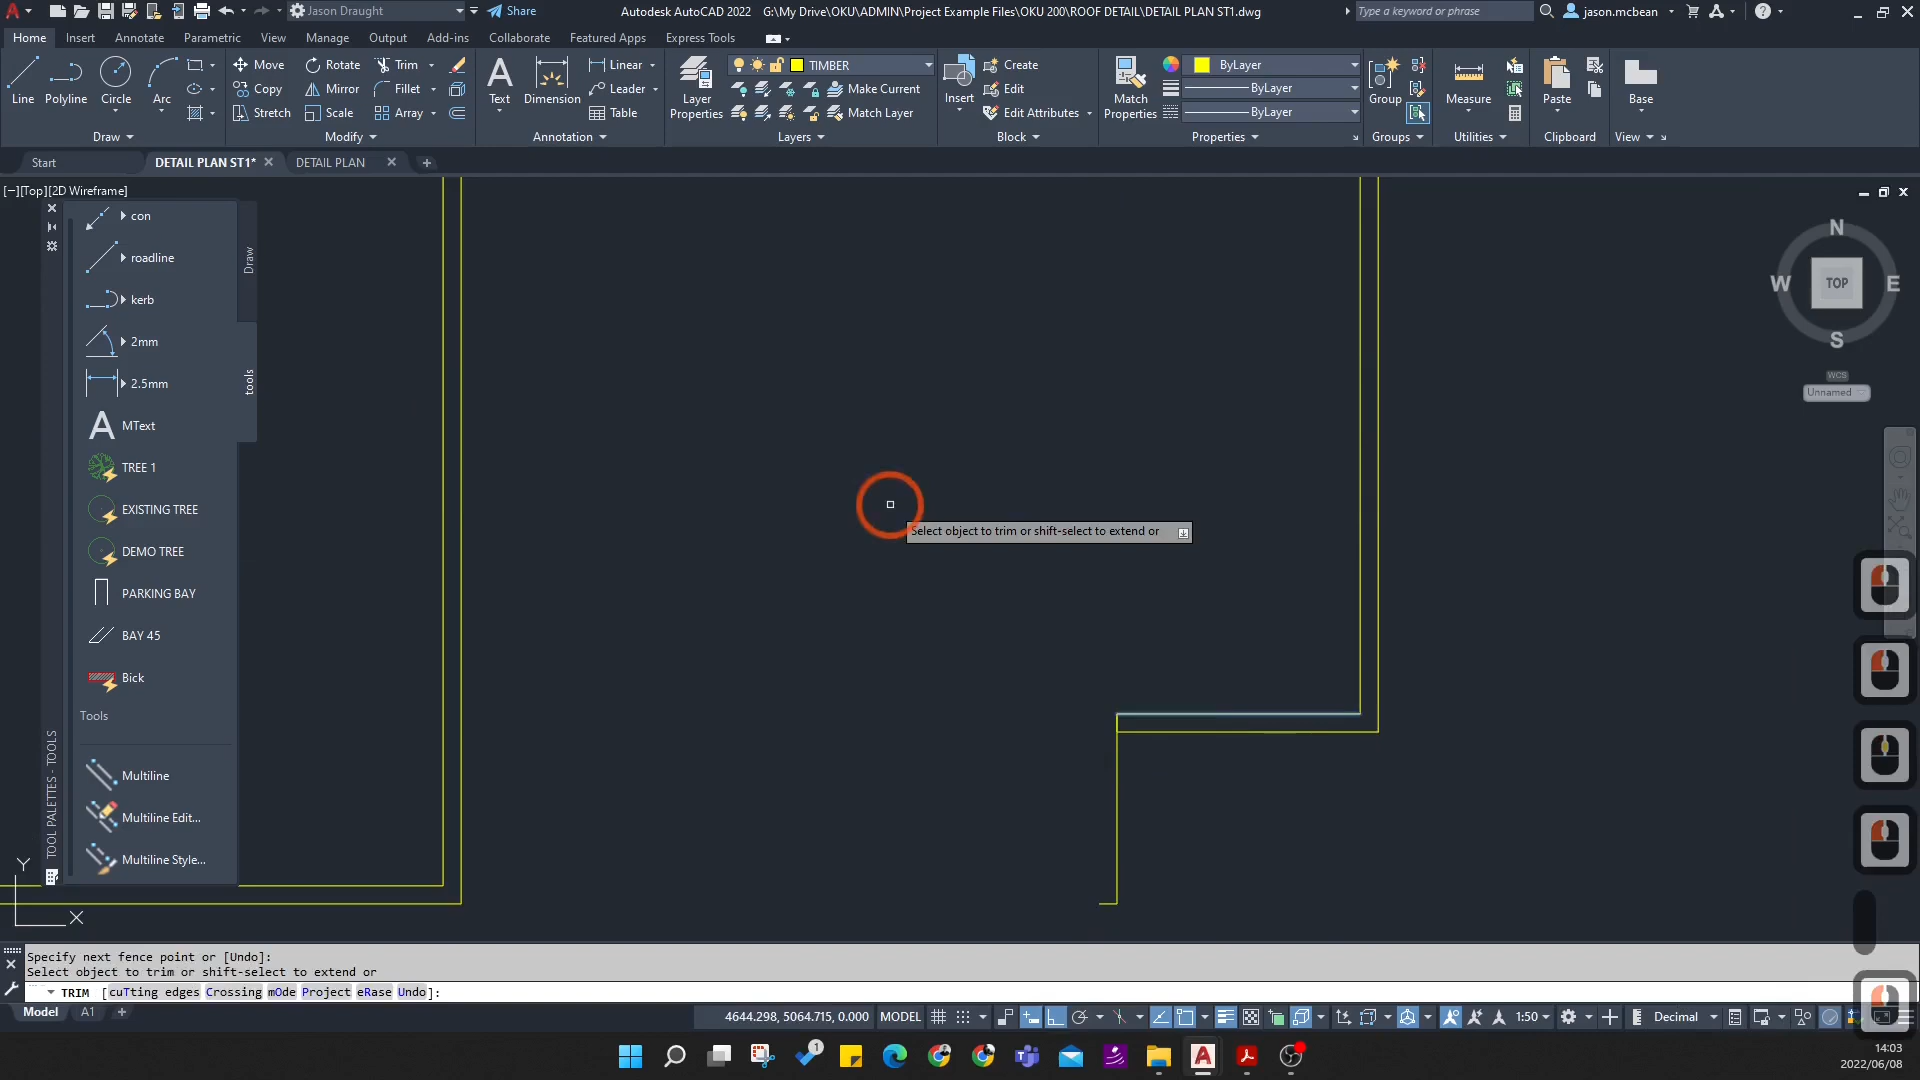 Jason Draught
Share
Autodesk AutoCAD 2022 G:\My Drive\OKU\ADMIN\Project Example Files\OKU 200\ROOF DETAIL\DETAIL PLAN ST1.dwg
Type a keyword or phrase
jason.mcbean
Home Insert Annotate Parametric View Manage Output Add-ins Collaborate Featured Apps Express Tools
Line Polyline Circle Arc
Move Rotate Trim
Copy Mirror Fillet
Stretch Scale Array
Text Dimension
Linear
Leader
Table
Layer Properties
TIMBER
Make Current
Match Layer
Insert
Create
Edit
Edit Attributes
Match Properties
ByLayer
ByLayer
ByLayer
Group
Measure
Paste
Base
Draw Modify Annotation Layers Block Properties Groups Utilities Clipboard View
Start DETAIL PLAN ST1* DETAIL PLAN
[−][Top][2D Wireframe]
con
roadline
kerb
2mm
2.5mm
A MText
TREE 1
EXISTING TREE
DEMO TREE
PARKING BAY
BAY 45
Bick
Tools
Multiline
Multiline Edit...
Multiline Style...
Draw
tools
TOOL PALETTES - TOOLS
N
W TOP E
S
WCS
Unnamed
Select object to trim or shift-select to extend or
Y
X
Specify next fence point or [Undo]:
Select object to trim or shift-select to extend or
TRIM [cuTting edges Crossing mOde Project eRase Undo]:
Model A1
4644.298, 5064.715, 0.000 MODEL
1:50
Decimal
1
14:03
2022/06/08